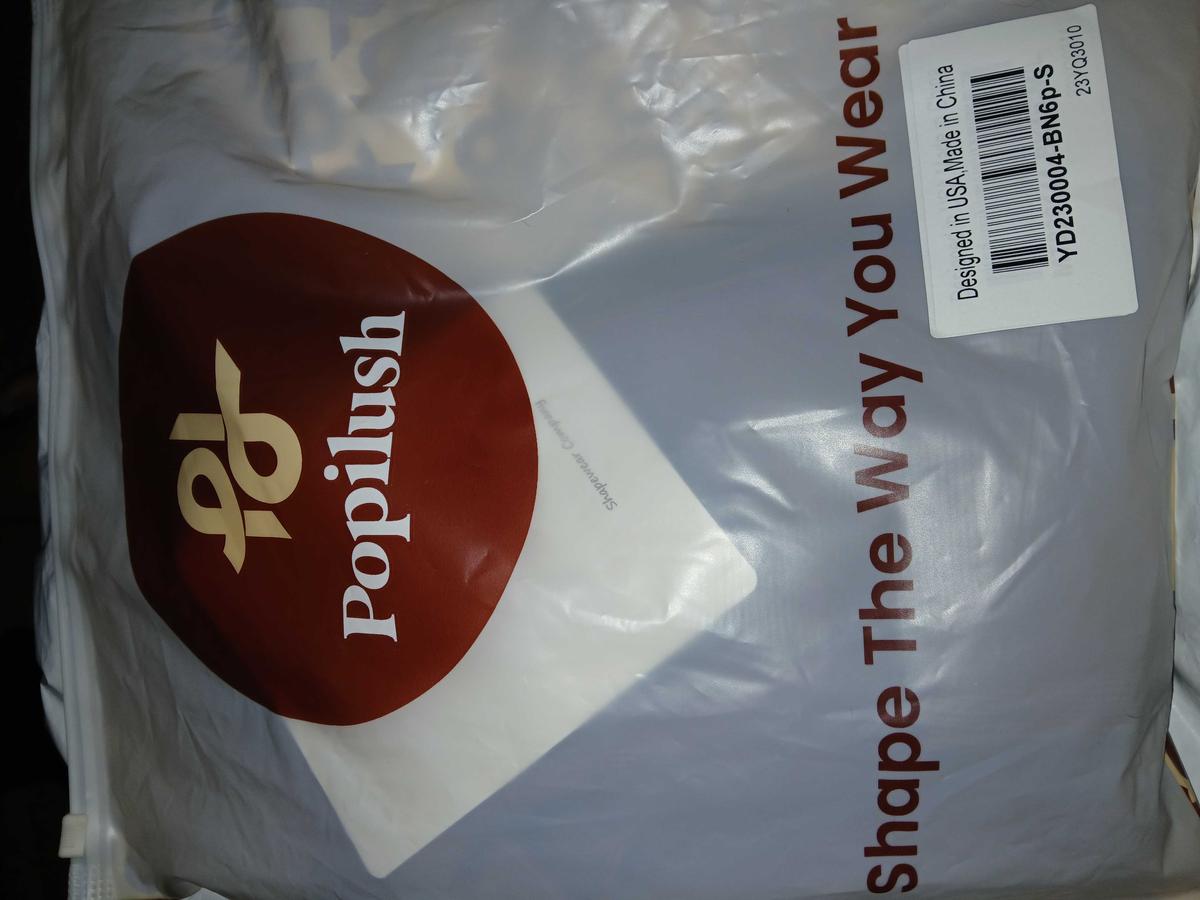 Popilush
Shapewear Company
Shape The Way You Wear
Designed in USA,Made in China
YD230004-BN6p-S
23YQ3010